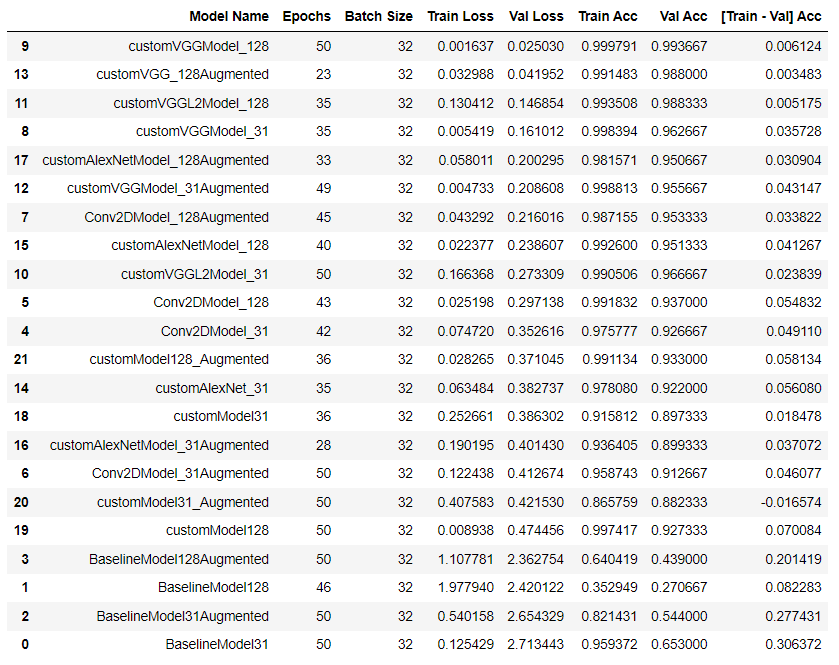 Model Name Epochs Batch Size Train Loss Val Loss Train Acc Val Acc [Train - Val] Acc
9 customVGGModel_128 50 32 0.001637 0.025030 0.999791 0.993667 0.006124
13 customVGG_128Augmented 23 32 0.032988 0.041952 0.991483 0.988000 0.003483
11 customVGGL2Model_128 35 32 0.130412 0.146854 0.993508 0.988333 0.005175
8 customVGGModel_31 35 32 0.005419 0.161012 0.998394 0.962667 0.035728
17 customAlexNetModel_128Augmented 33 32 0.058011 0.200295 0.981571 0.950667 0.030904
12 customVGGModel_31Augmented 49 32 0.004733 0.208608 0.998813 0.955667 0.043147
7 Conv2DModel_128Augmented 45 32 0.043292 0.216016 0.987155 0.953333 0.033822
15 customAlexNetModel_128 40 32 0.022377 0.238607 0.992600 0.951333 0.041267
10 customVGGL2Model_31 50 32 0.166368 0.273309 0.990506 0.966667 0.023839
5 Conv2DModel_128 43 32 0.025198 0.297138 0.991832 0.937000 0.054832
4 Conv2DModel_31 42 32 0.074720 0.352616 0.975777 0.926667 0.049110
21 customModel128_Augmented 36 32 0.028265 0.371045 0.991134 0.933000 0.058134
14 customAlexNet_31 35 32 0.063484 0.382737 0.978080 0.922000 0.056080
18 customModel31 36 32 0.252661 0.386302 0.915812 0.897333 0.018478
16 customAlexNetModel_31Augmented 28 32 0.190195 0.401430 0.936405 0.899333 0.037072
6 Conv2DModel_31Augmented 50 32 0.122438 0.412674 0.958743 0.912667 0.046077
20 customModel31_Augmented 50 32 0.407583 0.421530 0.865759 0.882333 -0.016574
19 customModel128 50 32 0.008938 0.474456 0.997417 0.927333 0.070084
3 BaselineModel128Augmented 50 32 1.107781 2.362754 0.640419 0.439000 0.201419
1 BaselineModel128 46 32 1.977940 2.420122 0.352949 0.270667 0.082283
2 BaselineModel31Augmented 50 32 0.540158 2.654329 0.821431 0.544000 0.277431
0 BaselineModel31 50 32 0.125429 2.713443 0.959372 0.653000 0.306372